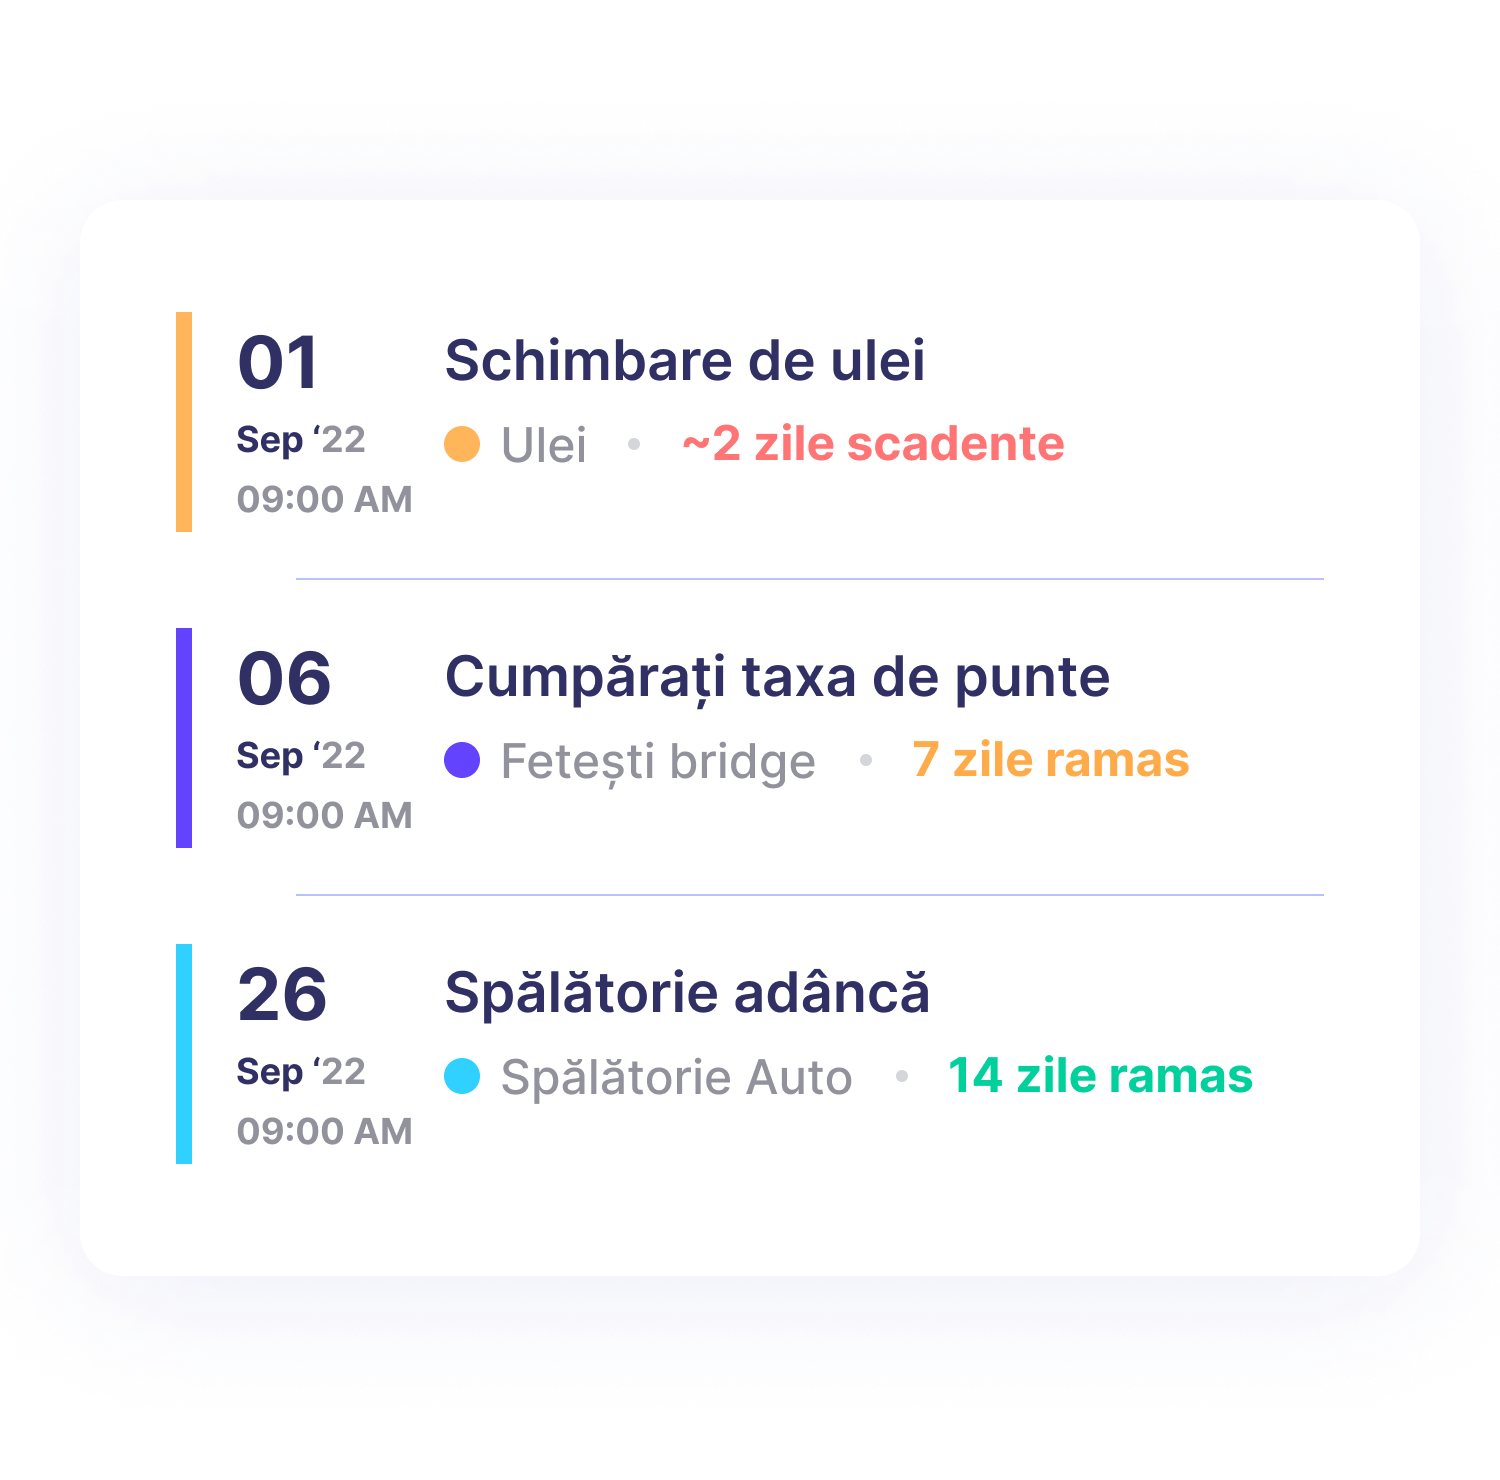 01 Schimbare de ulei
Sep ‘22 Ulei • ~2 zile scadente
09:00 AM
06 Cumpărați taxa de punte
Sep ‘22 Fetești bridge • 7 zile ramas
09:00 AM
26 Spălătorie adâncă
Sep ‘22 Spălătorie Auto • 14 zile ramas
09:00 AM